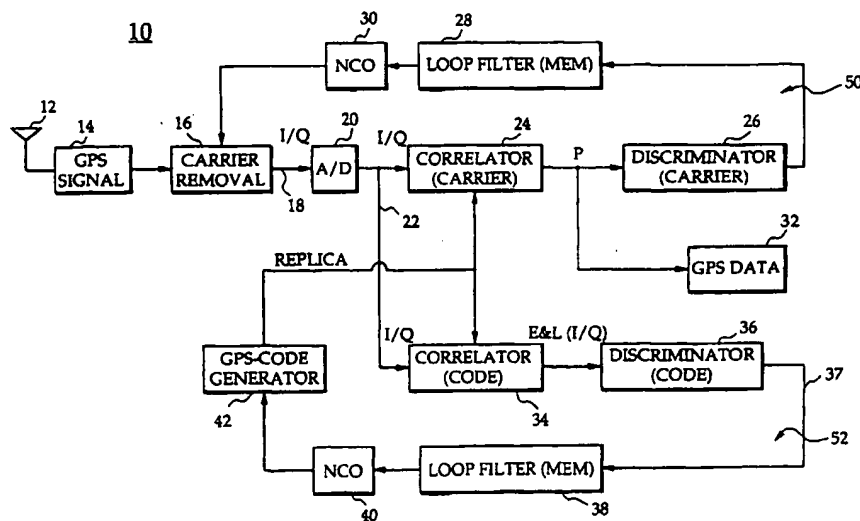 10
30
28
NCO
LOOP FILTER (MEM)
50
12
14
16
I/Q
20
I/Q
24
26
GPS
SIGNAL
CARRIER
REMOVAL
A/D
CORRELATOR
(CARRIER)
P
DISCRIMINATOR
(CARRIER)
18
22
32
REPLICA
GPS DATA
I/Q
E&L (I/Q)
36
GPS-CODE
GENERATOR
CORRELATOR
(CODE)
DISCRIMINATOR
(CODE)
37
42
34
52
NCO
LOOP FILTER (MEM)
40
38